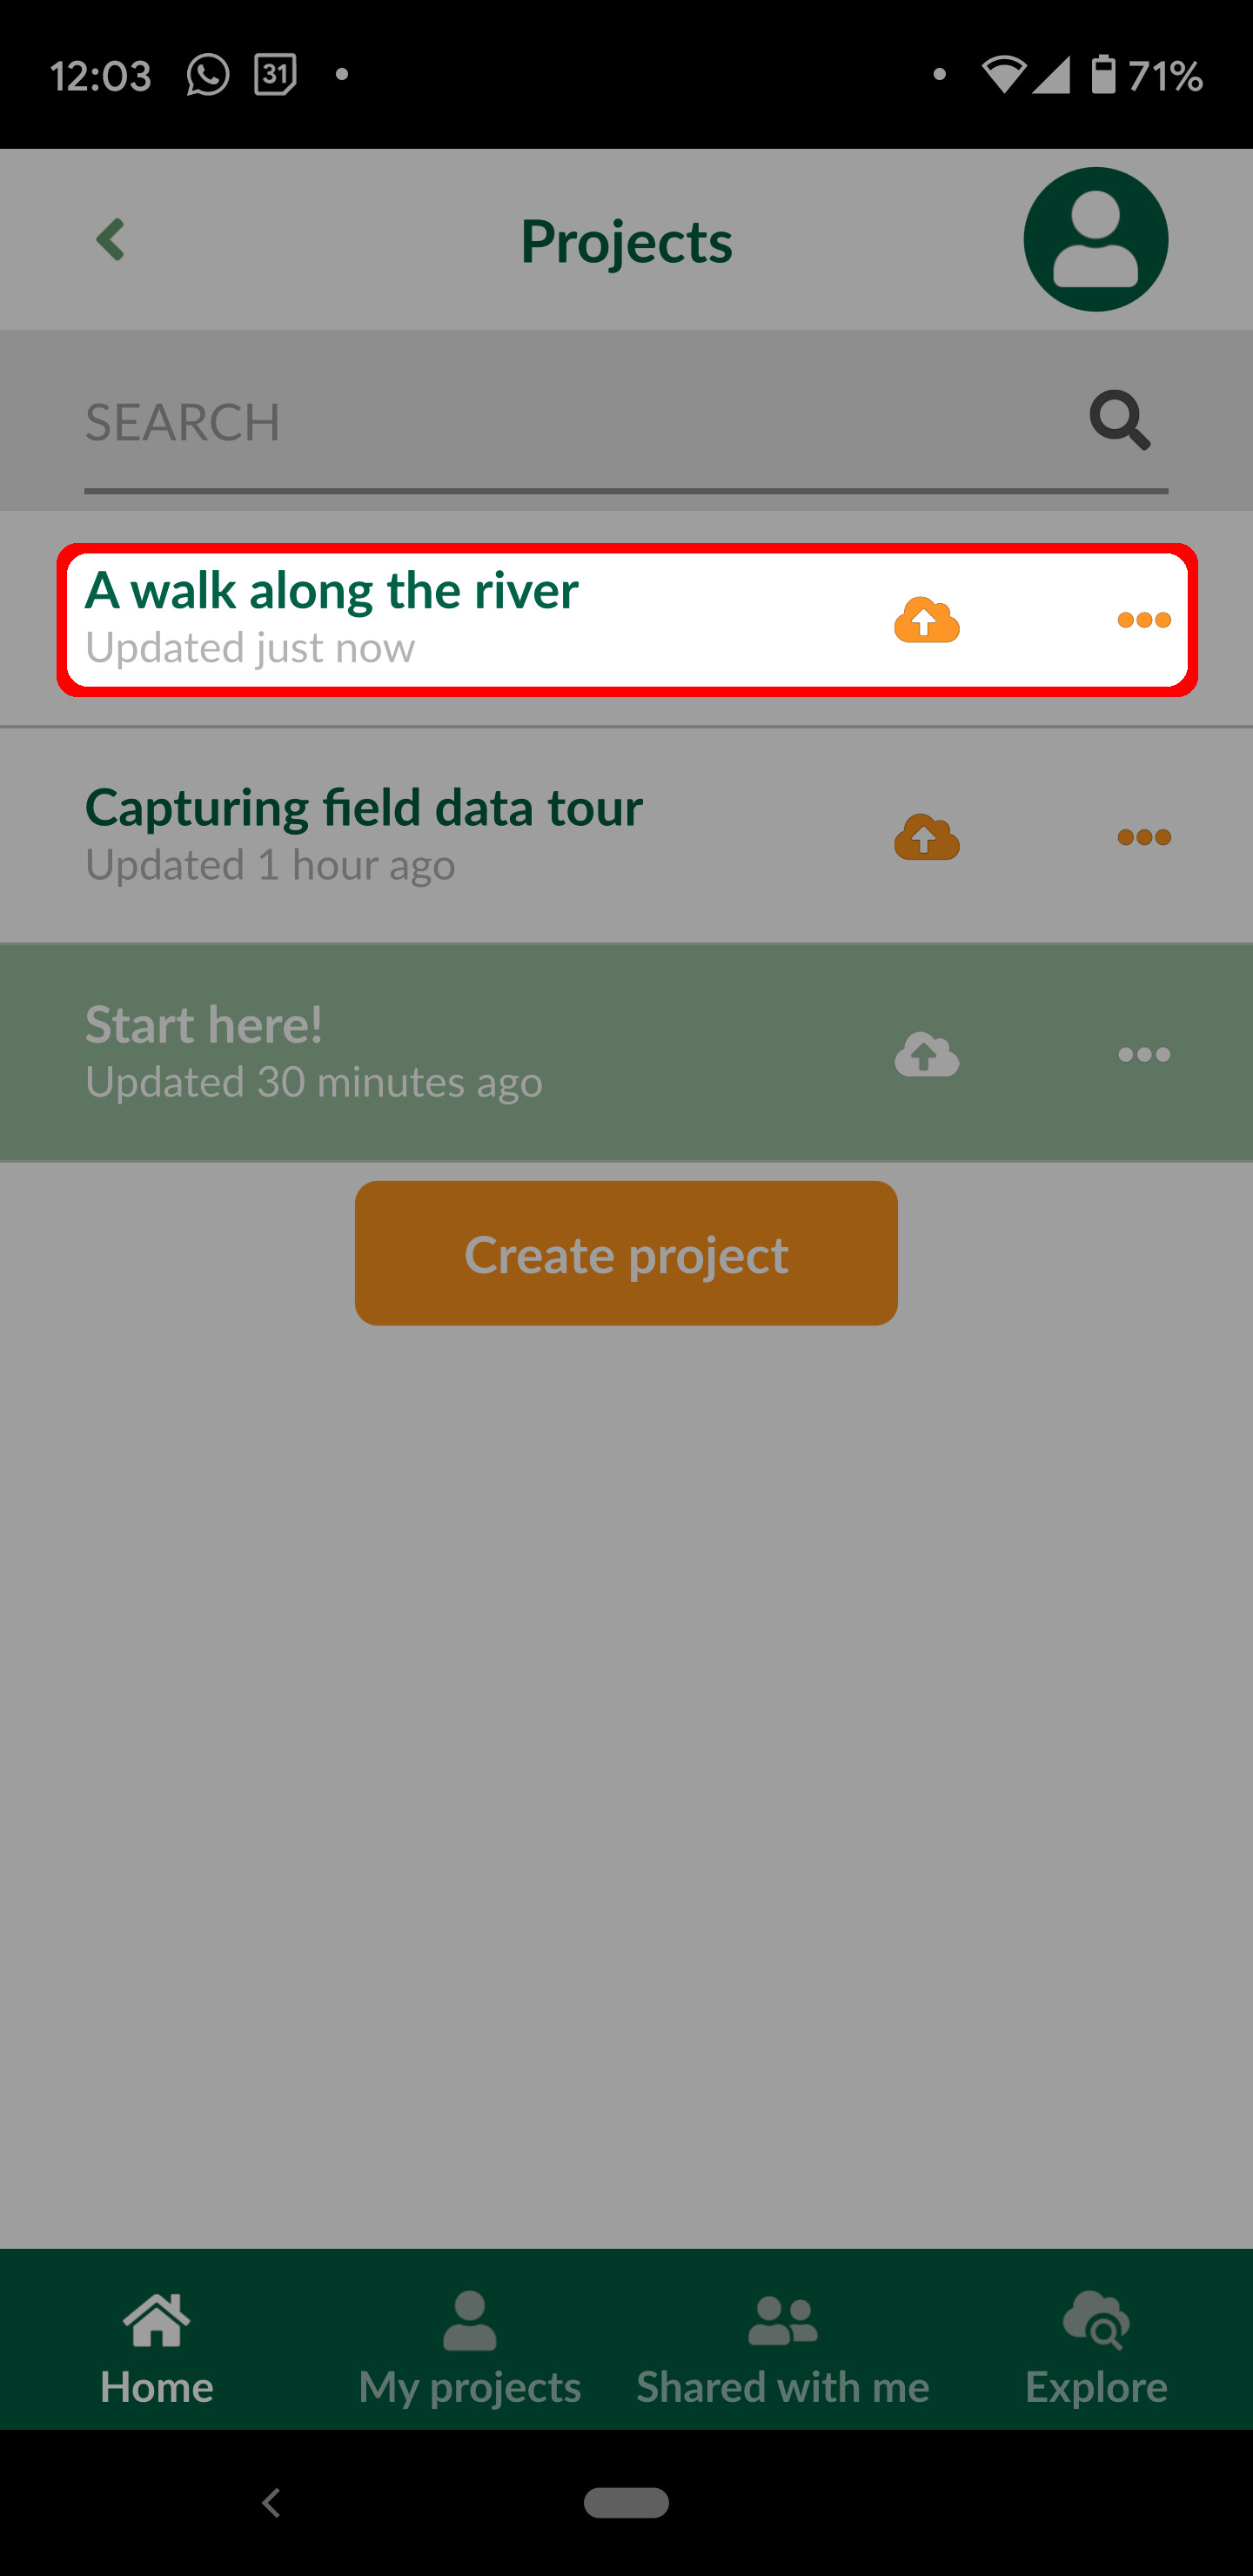 12:03
31
71%
Projects
SEARCH
A walk along the river
Updated just now
Capturing field data tour
Updated 1 hour ago
Start here!
Updated 30 minutes ago
Create project
Home
My projects
Shared with me
Explore